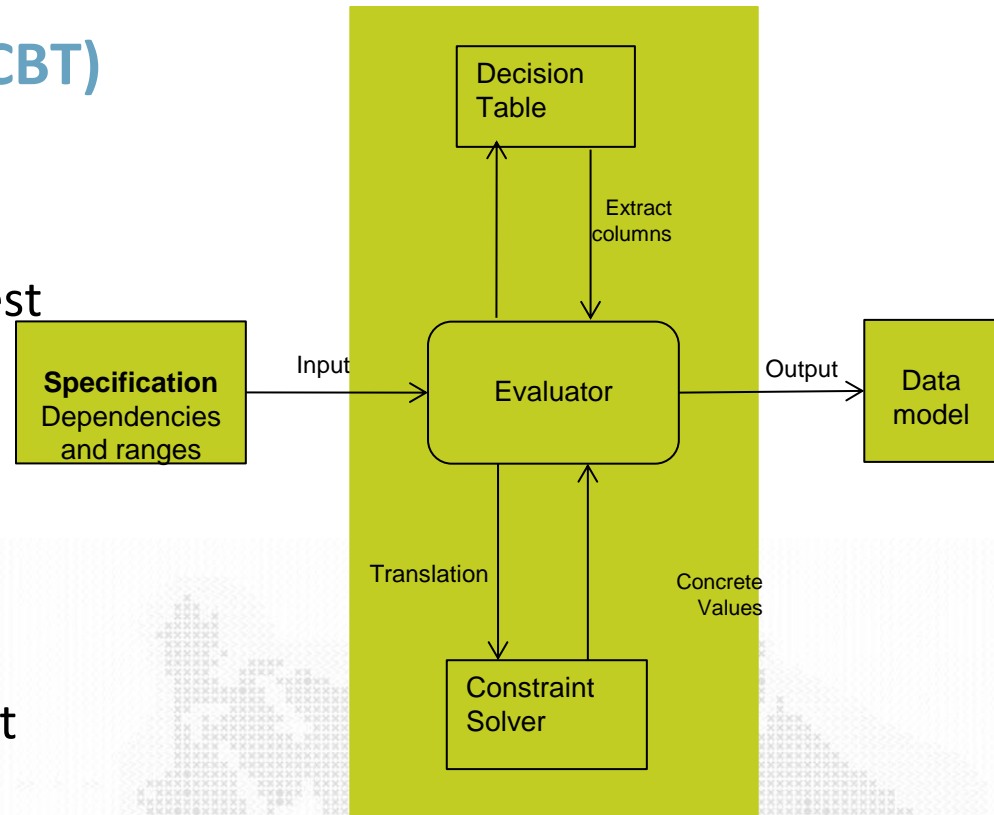 CBT)
Decision
Table
Extract
columns
est
Specification
Dependencies
and ranges
Input
Evaluator
Output
Data
model
Translation
Concrete
Values
Constraint
Solver
t